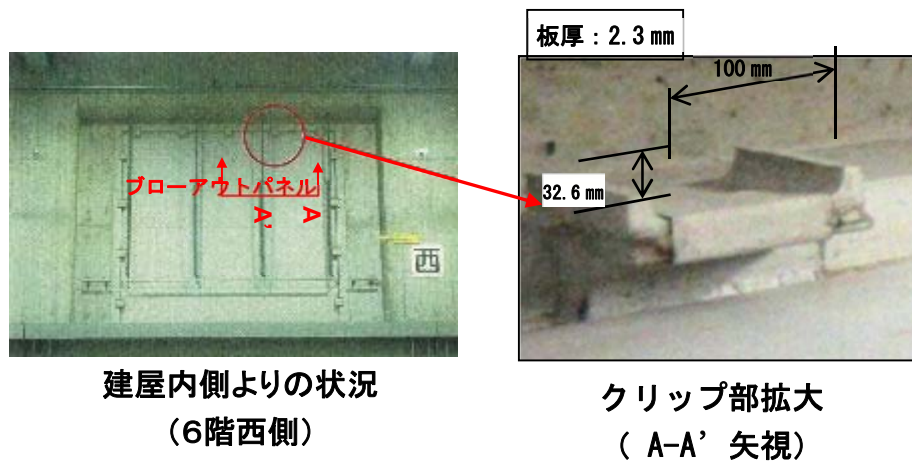 板厚：2.3㎜
100㎜
32.6㎜
ブローアウトパネル
A’
A
西
建屋内側よりの状況
（６階西側）
クリップ部拡大
（ A-A’ 矢視）